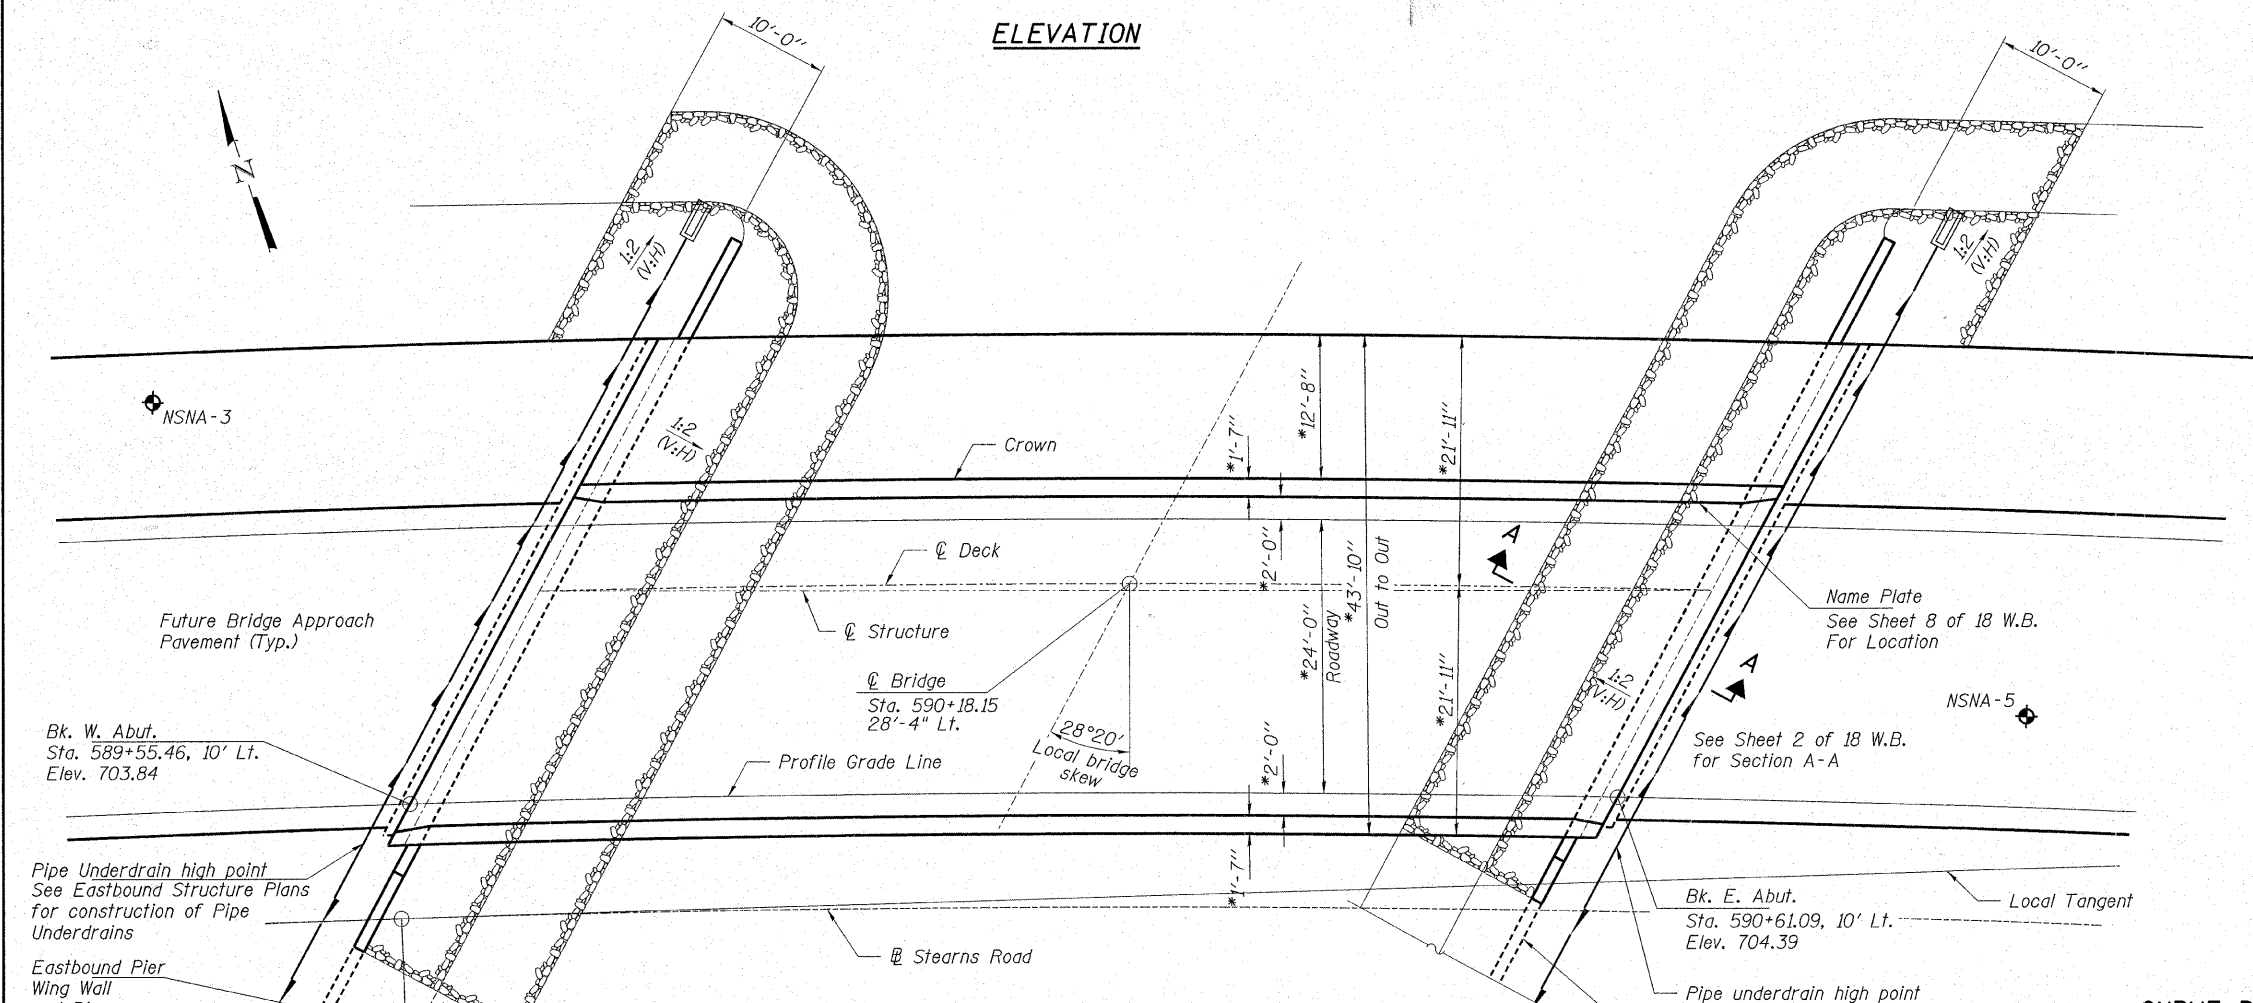 ELEVATION
10'-0"
10'-0"
N
1:2
(V:H)
1:2
(V:H)
NSNA-3
1:2
(V:H)
Crown
*1'-7"
*12'-8"
*21'-11"
A
℄ Deck
*2'-0"
*43'-10"
Out to Out
Future Bridge Approach
Pavement (Typ.)
℄ Structure
*24'-0"
Roadway
Name Plate
See Sheet 8 of 18 W.B.
For Location
℄ Bridge
Sta. 590+18.15
28'-4" Lt.
*21'-11"
1:2
(V:H)
A
NSNA-5
Bk. W. Abut.
Sta. 589+55.46, 10' Lt.
Elev. 703.84
28°20'
Local bridge
skew
Profile Grade Line
*2'-0"
See Sheet 2 of 18 W.B.
for Section A-A
Pipe Underdrain high point
See Eastbound Structure Plans
for construction of Pipe
Underdrains
*1'-7"
Bk. E. Abut.
Sta. 590+61.09, 10' Lt.
Elev. 704.39
Local Tangent
Stearns Road
Eastbound Pier
Wing Wall
Pipe underdrain high point